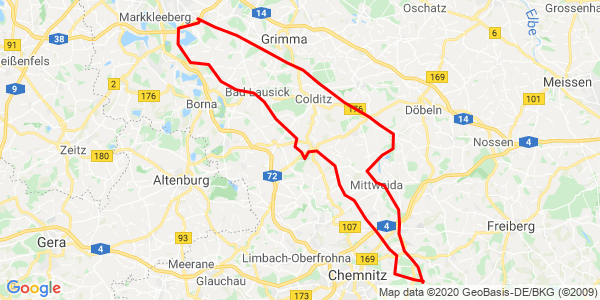 Markkleeberg
Oschatz
Großenhain
Elbe
91
38
Grimma
6
eißenfels
14
2
169
Meissen
9
176
Bad Lausick
Colditz
101
Borna
176
Döbeln
14
Zeitz
180
Nossen
4
72
Altenburg
Mittweida
4
107
Freiberg
93
Gera
4
Limbach-Oberfrohna
Meerane
169
Glauchau
173
Chemnitz
Google
Map data ©2020 GeoBasis-DE/BKG (©2009)